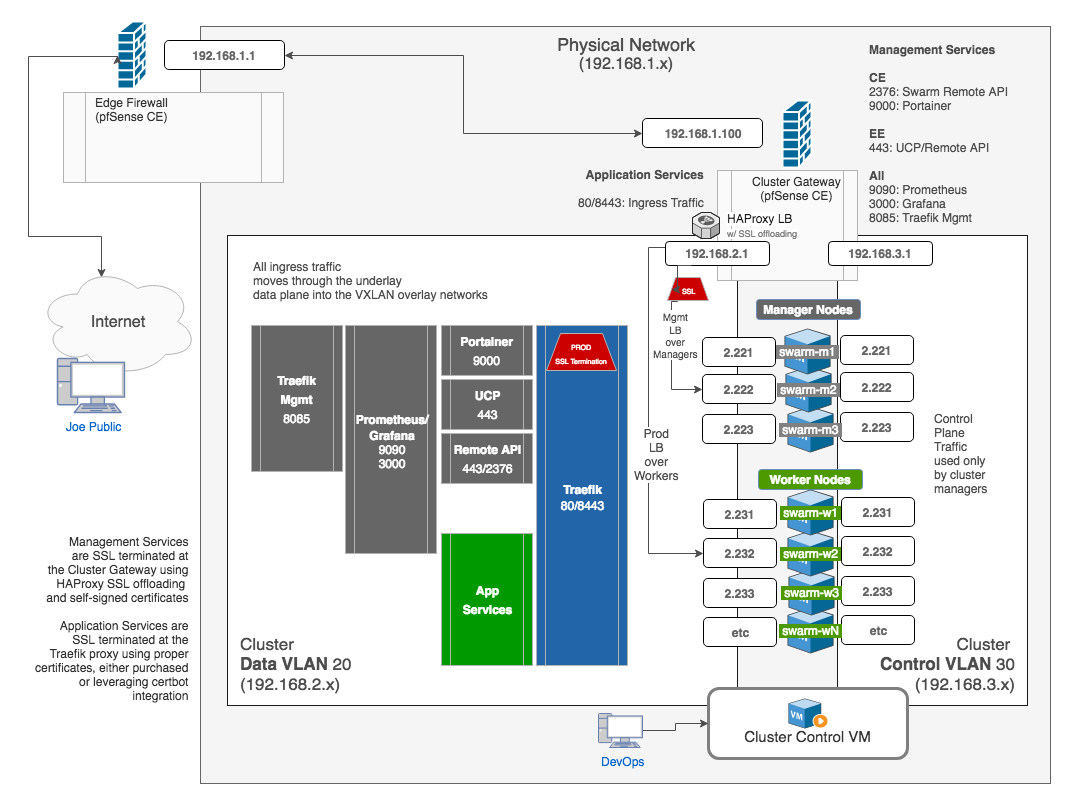 192.168.1.1
Edge Firewall
(pfSense CE)
Physical Network
(192.168.1.x)
192.168.1.100
Management Services
CE
2376: Swarm Remote API
9000: Portainer
EE
443: UCP/Remote API
All
9090: Prometheus
3000: Grafana
8085: Traefik Mgmt
Application Services
80/8443: Ingress Traffic
Cluster Gateway
(pfSense CE)
HAProxy LB
w/ SSL offloading
192.168.2.1
192.168.3.1
SSL
Mgmt
LB
over
Managers
Prod
LB
over
Workers
All ingress traffic
moves through the underlay
data plane into the VXLAN overlay networks
Traefik
Mgmt
8085
Prometheus/
Grafana
9090
3000
Portainer
9000
UCP
443
Remote API
443/2376
App
Services
PROD
SSL Termination
Traefik
80/8443
Manager Nodes
2.221
swarm-m1
2.221
2.222
swarm-m2
2.222
2.223
swarm-m3
2.223
Worker Nodes
2.231
swarm-w1
2.231
2.232
swarm-w2
2.232
2.233
swarm-w3
2.233
etc
swarm-wN
etc
Control
Plane
Traffic
used only
by cluster
managers
Cluster
Data VLAN 20
(192.168.2.x)
Cluster
Control VLAN 30
(192.168.3.x)
VM
Cluster Control VM
DevOps
Internet
Joe Public
Management Services
are SSL terminated at
the Cluster Gateway using
HAProxy SSL offloading
and self-signed certificates
Application Services are
SSL terminated at the
Traefik proxy using proper
certificates, either purchased
or leveraging certbot
integration